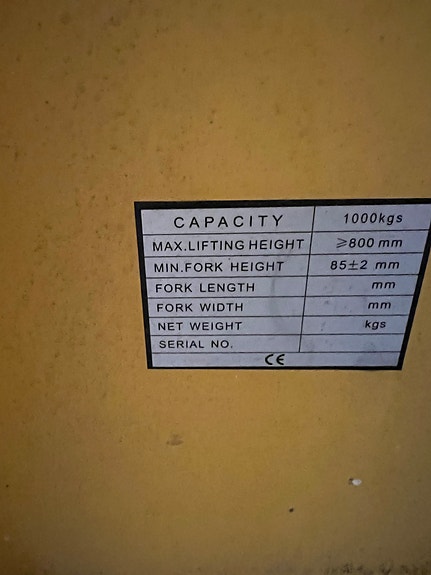 CAPACITY 1000kgs
MAX.LIFTING HEIGHT ⩾800 mm
MIN.FORK HEIGHT 85±2 mm
FORK LENGTH mm
FORK WIDTH mm
NET WEIGHT kgs
SERIAL NO.
CE